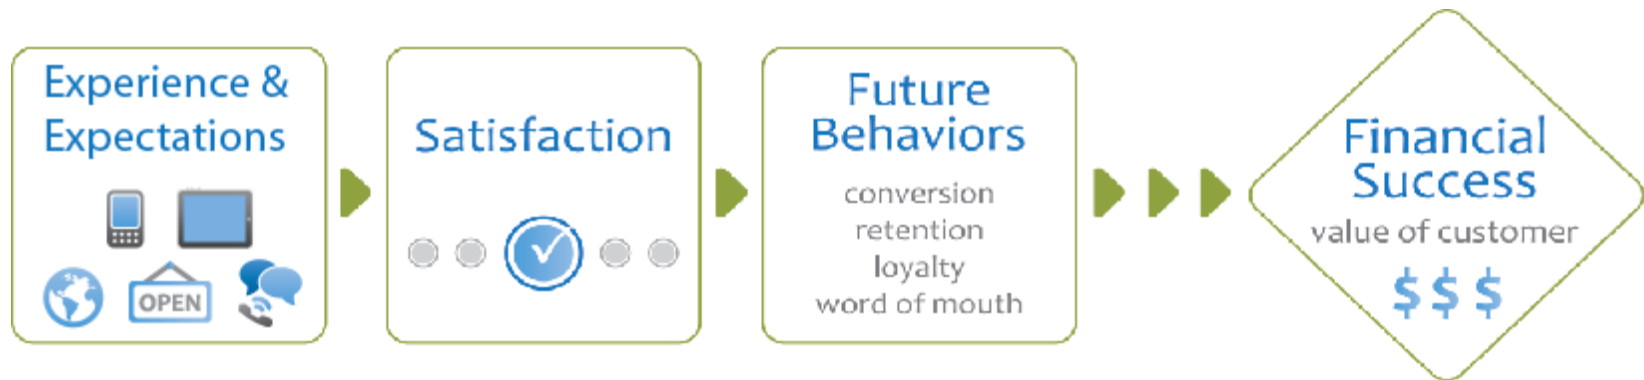 Experience &
Expectations
OPEN
Satisfaction
Future
Behaviors
conversion
retention
loyalty
word of mouth
Financial
Success
value of customer
$ $ $